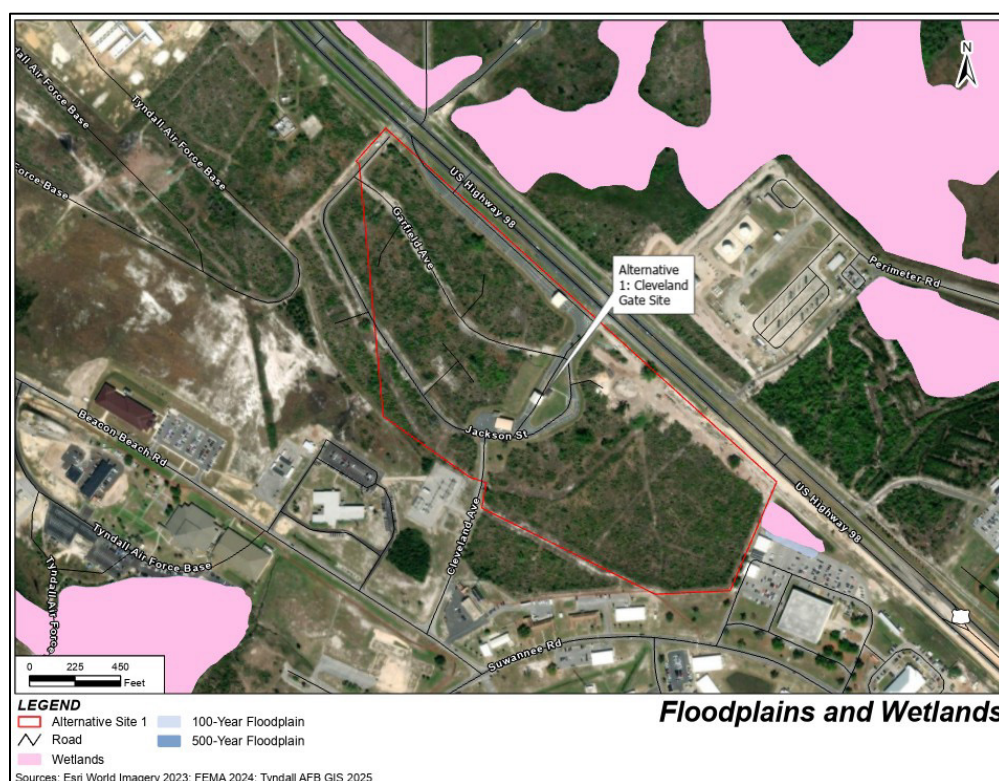 N
dall Air Force Base
Tyndall Air Force Base
Force Base
US Highway 98
Garfield Ave
Alternative
1: Cleveland
Gate Site
Perimeter Rd
Jackson St
Beacon Beach Rd
US Highway 98
Cleveland Ave
Tyndall Air Force Base
Tyndall Air Force
Suwannee Rd
0 225 450
Feet
LEGEND
Alternative Site 1
Road
Wetlands
100-Year Floodplain
500-Year Floodplain
Floodplains and Wetlands
Sources: Esri World Imagery 2023; FEMA 2024; Tyndall AFB GIS 2025